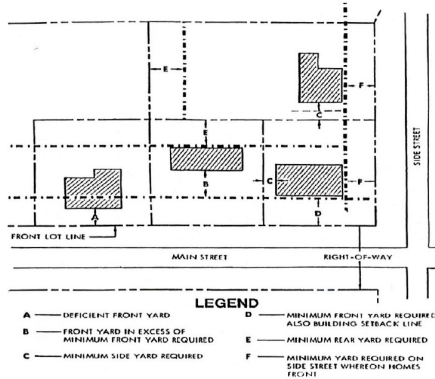 E
F
C
SIDE STREET
E
C
F
B
A
D
FRONT LOT LINE
MAIN STREET
RIGHT-OF-WAY
LEGEND
A — DEFICIENT FRONT YARD
B — FRONT YARD IN EXCESS OF
MINIMUM FRONT YARD REQUIRED
C — MINIMUM SIDE YARD REQUIRED
D — MINIMUM FRONT YARD REQUIRED
ALSO BUILDING SETBACK LINE
E — MINIMUM REAR YARD REQUIRED
F — MINIMUM YARD REQUIRED ON
SIDE STREET WHEREON HOMES
FRONT